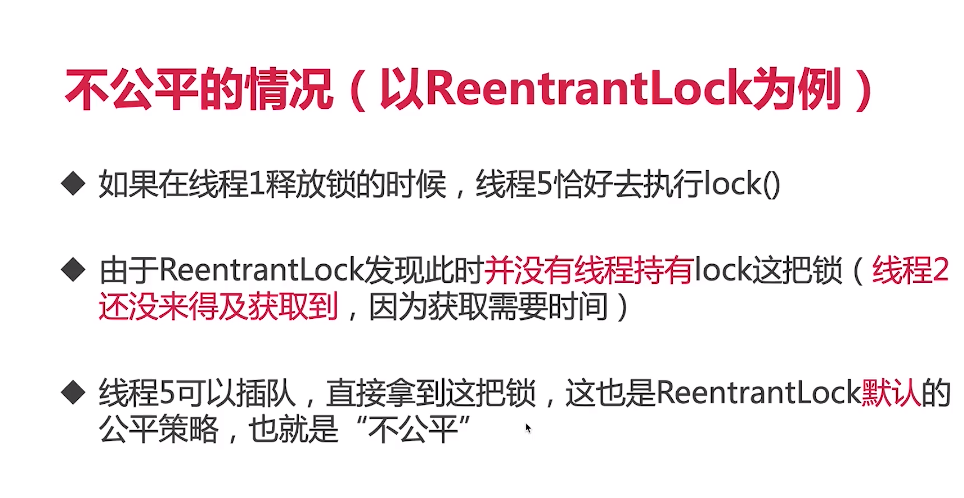 不公平的情况（以ReentrantLock为例）
◆ 如果在线程1释放锁的时候，线程5恰好去执行lock()
◆ 由于ReentrantLock发现此时并没有线程持有lock这把锁（线程2
还没来得及获取到，因为获取需要时间）
◆ 线程5可以插队，直接拿到这把锁，这也是ReentrantLock默认的
公平策略，也就是“不公平”